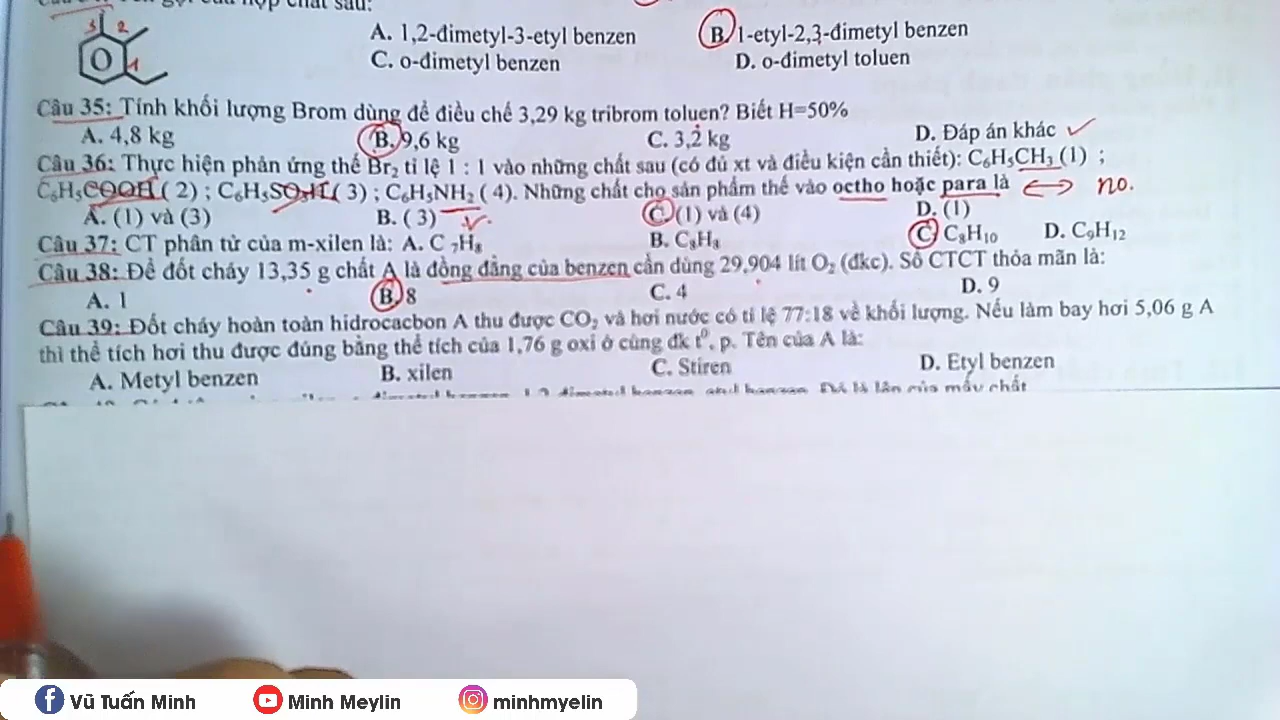 hợp chất sau:
3 2
1
A. 1,2-đimetyl-3-etyl benzen B. 1-etyl-2,3-đimetyl benzen
C. o-đimetyl benzen D. o-đimetyl toluen
Câu 35: Tính khối lượng Brom dùng để điều chế 3,29 kg tribrom toluen? Biết H=50%
A. 4,8 kg B. 9,6 kg C. 3,2 kg D. Đáp án khác
Câu 36: Thực hiện phản ứng thế Br₂ tỉ lệ 1 : 1 vào những chất sau (có đủ xt và điều kiện cần thiết): C₆H₅CH₃ (1) ;
C₆H₅COOH ( 2) ; C₆H₅SO₃H ( 3) ; C₆H₅NH₂ ( 4). Những chất cho sản phẩm thế vào octho hoặc para là ⟷ no.
A. (1) và (3) B. ( 3) C. (1) và (4) D. (1)
Câu 37: CT phân tử của m-xilen là: A. C ₇H₈ B. C₈H₈ C. C₈H₁₀ D. C₉H₁₂
Câu 38: Để đốt cháy 13,35 g chất A là đồng đẳng của benzen cần dùng 29,904 lít O₂ (đkc). Số CTCT thỏa mãn là:
A. 1 B. 8 C. 4 D. 9
Câu 39: Đốt cháy hoàn toàn hidrocacbon A thu được CO₂ và hơi nước có tỉ lệ 77:18 về khối lượng. Nếu làm bay hơi 5,06 g A
thì thể tích hơi thu được đúng bằng thể tích của 1,76 g oxi ở cùng đk t⁰, p. Tên của A là:
A. Metyl benzen B. xilen C. Stiren D. Etyl benzen
Vũ Tuấn Minh Minh Meylin minhmyelin